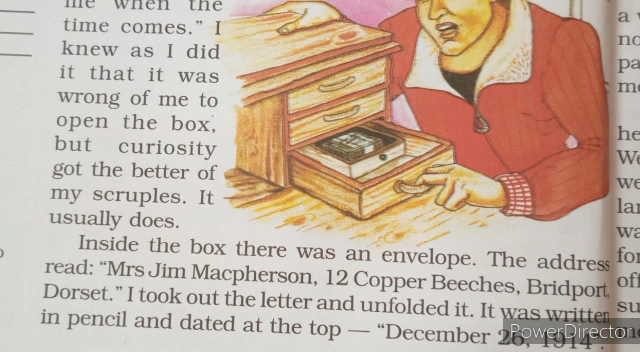 me when the
time comes." I
knew as I did
it that it was
wrong of me to
open the box,
but curiosity
got the better of
my scruples. It
usually does.
Inside the box there was an envelope. The address
read: "Mrs Jim Macpherson, 12 Copper Beeches, Bridport,
Dorset." I took out the letter and unfolded it. It was written
in pencil and dated at the top — "December 26, 1914".
PowerDirector